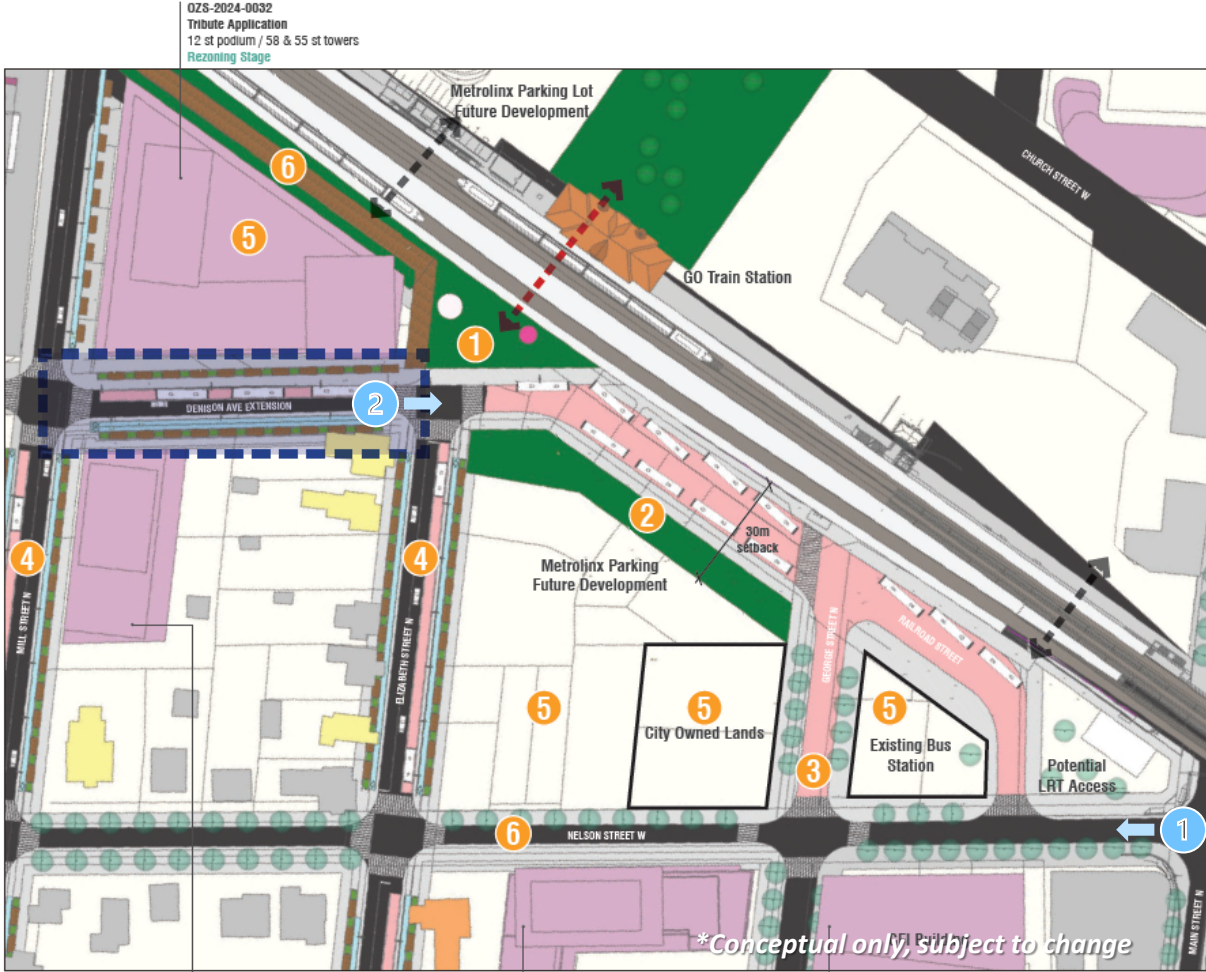 OZS-2024-0032
Tribute Application
12 st podium / 58 & 55 st towers
Rezoning Stage
Metrolinx Parking Lot
Future Development
CHURCH STREET W
6
5
GO Train Station
1
DENISON AVE EXTENSION
2
2
30m
setback
4
4
Metrolinx Parking
Future Development
MILL STREET N
ELIZABETH STREET N
GEORGE STREET N
RAILROAD STREET
5
5
City Owned Lands
5
Existing Bus
Station
3
Potential
LRT Access
6
NELSON STREET W
1
MAIN STREET N
*Conceptual only, subject to change